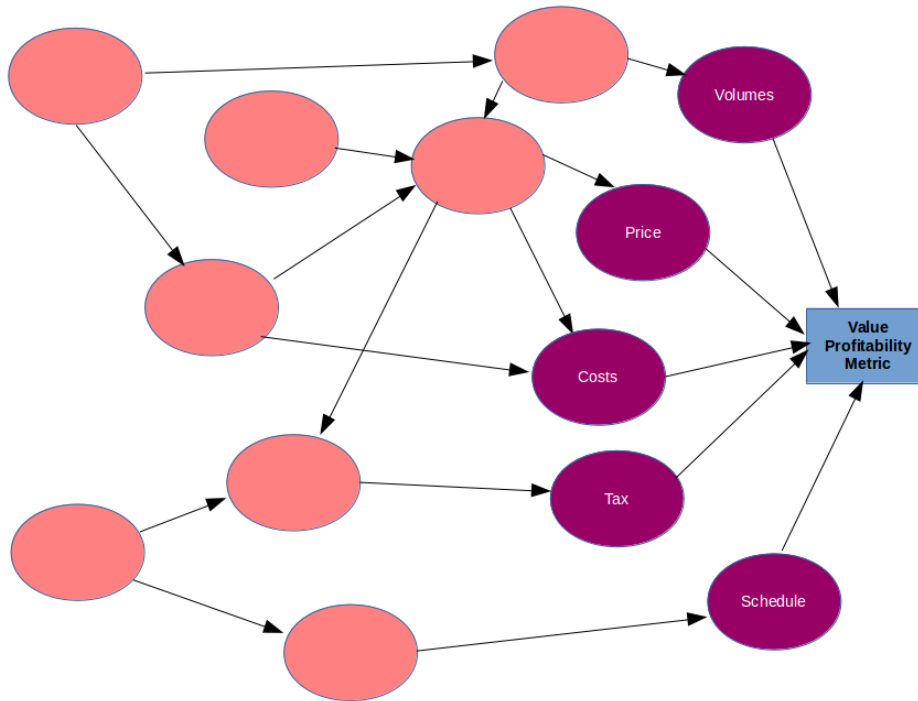 Volumes
Price
Value
Profitability
Metric
Costs
Tax
Schedule